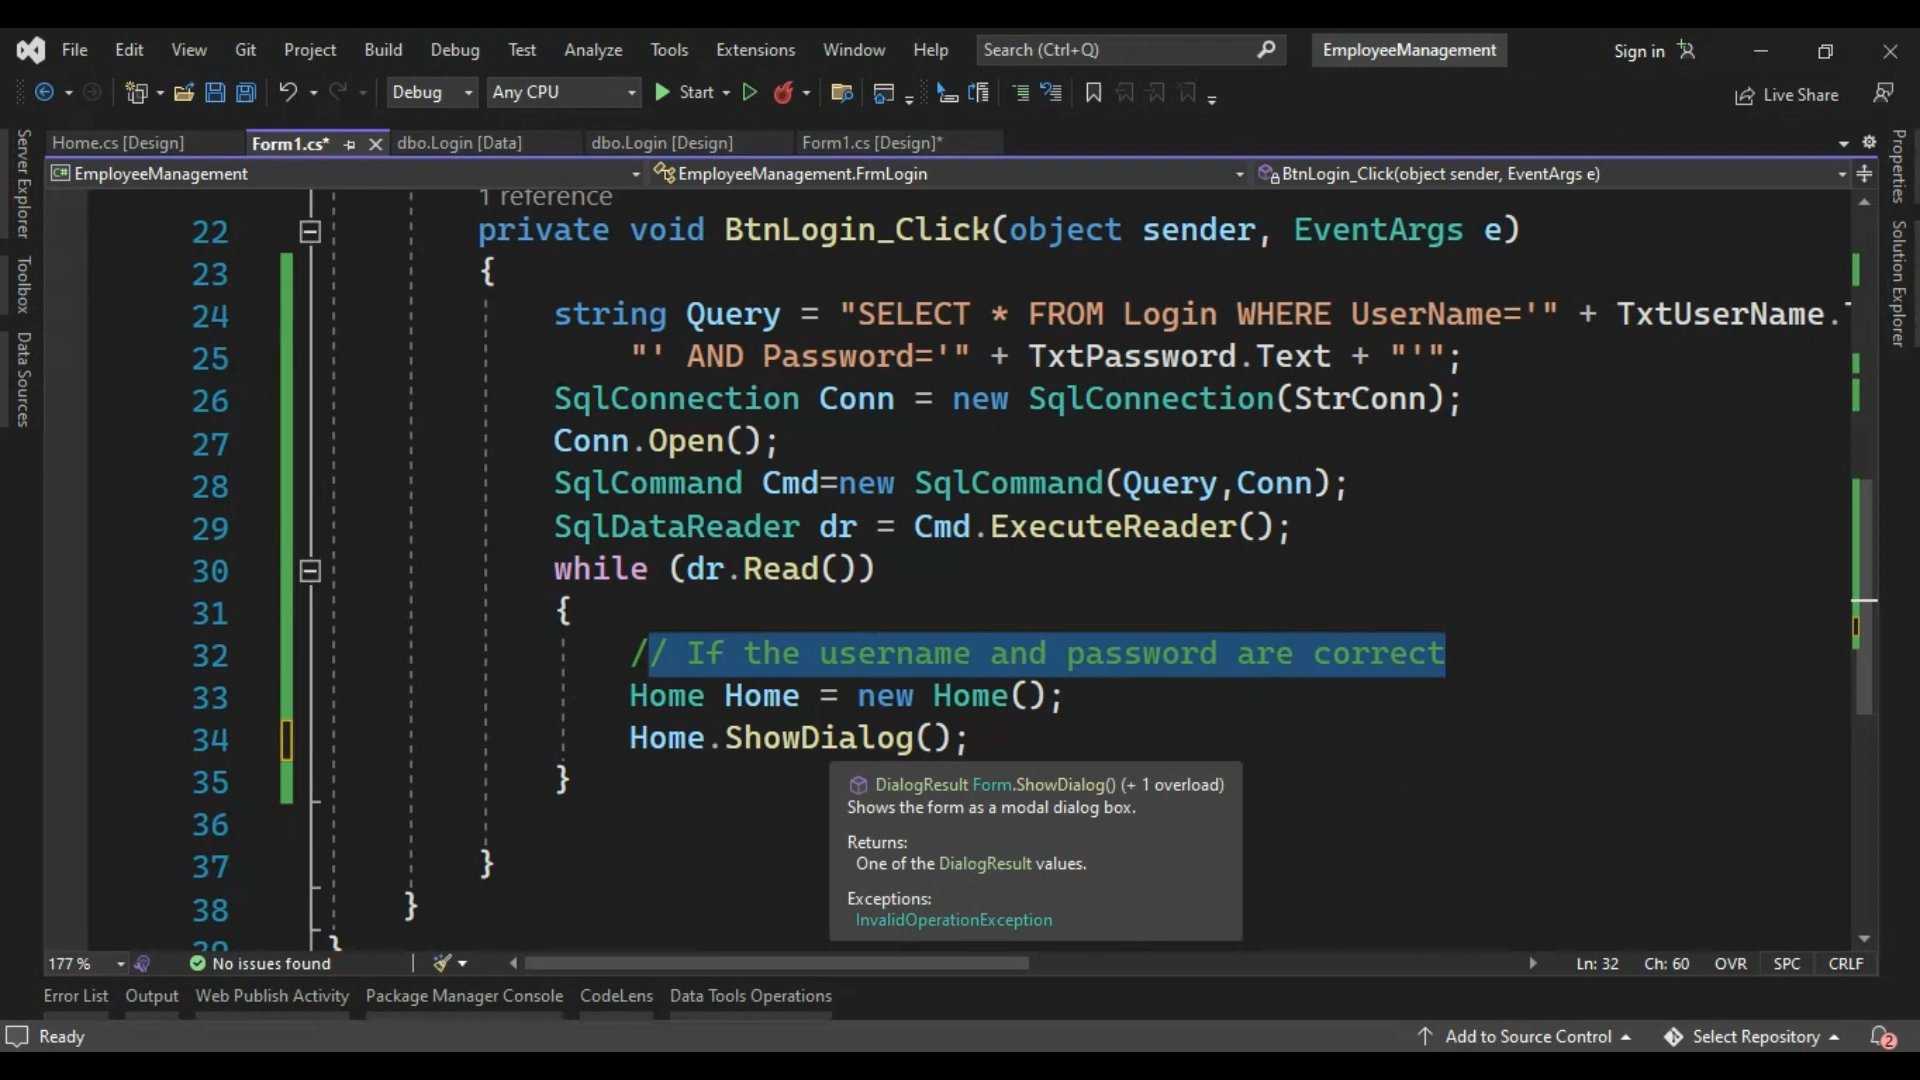 File Edit View Git Project Build Debug Test Analyze Tools Extensions Window Help Search (Ctrl+Q) EmployeeManagement Sign in
Debug Any CPU Start Live Share
Home.cs [Design] Form1.cs* dbo.Login [Data] dbo.Login [Design] Form1.cs [Design]*
C# EmployeeManagement EmployeeManagement.FrmLogin BtnLogin_Click(object sender, EventArgs e)
Server Explorer
Toolbox
Data Sources
Properties
Solution Explorer
1 reference
22 private void BtnLogin_Click(object sender, EventArgs e)
23 {
24 string Query = "SELECT * FROM Login WHERE UserName='" + TxtUserName.
25 "' AND Password='" + TxtPassword.Text + "'";
26 SqlConnection Conn = new SqlConnection(StrConn);
27 Conn.Open();
28 SqlCommand Cmd=new SqlCommand(Query,Conn);
29 SqlDataReader dr = Cmd.ExecuteReader();
30 while (dr.Read())
31 {
32 // If the username and password are correct
33 Home Home = new Home();
34 Home.ShowDialog();
35 }
36
37 }
38 }
39 }
DialogResult Form.ShowDialog() (+ 1 overload)
Shows the form as a modal dialog box.
Returns:
One of the DialogResult values.
Exceptions:
InvalidOperationException
177 % No issues found Ln: 32 Ch: 60 OVR SPC CRLF
Error List Output Web Publish Activity Package Manager Console CodeLens Data Tools Operations
Ready Add to Source Control Select Repository 2